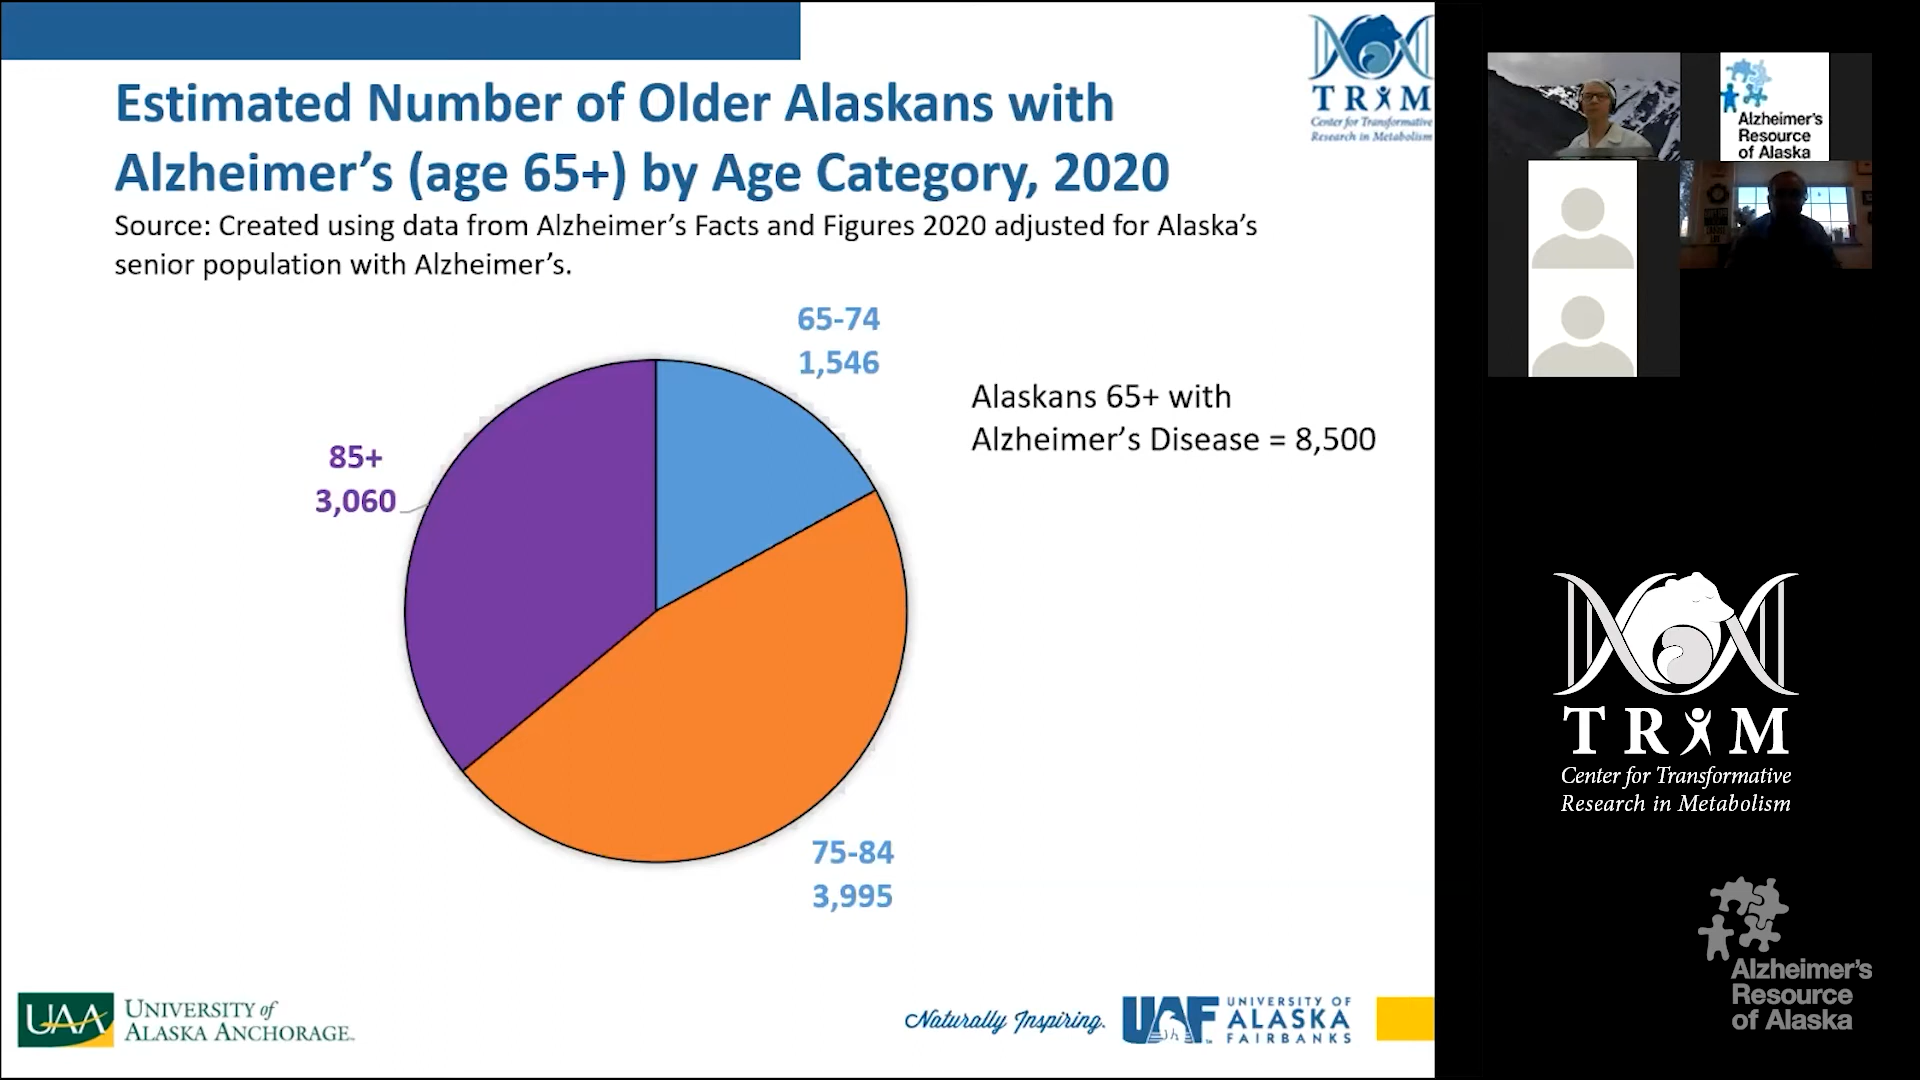 Estimated Number of Older Alaskans with
Alzheimer's (age 65+) by Age Category, 2020
Source: Created using data from Alzheimer's Facts and Figures 2020 adjusted for Alaska's
senior population with Alzheimer's.
TRIM
Center for Transformative
Research in Metabolism
65-74
1,546
Alaskans 65+ with
Alzheimer's Disease = 8,500
85+
3,060
75-84
3,995
UAA
UNIVERSITY of
ALASKA ANCHORAGE
Naturally Inspiring.
UAF
UNIVERSITY OF
ALASKA
FAIRBANKS
Alzheimer's
Resource
of Alaska
TRIM
Center for Transformative
Research in Metabolism
Alzheimer's
Resource
of Alaska